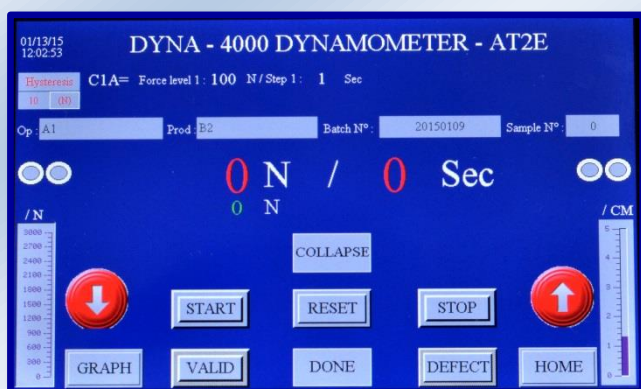 01/13/15
12:02:53
DYNA - 4000 DYNAMOMETER - AT2E
Hysteresis
10 (N)
C1A= Force level 1 : 100 N / Step 1 : 1 Sec
Op : A1 Prod : B2 Batch N° : 20150109 Sample N° : 0
0 N / 0 Sec
0 N
/ N
/ CM
3000
2700
2400
2100
1800
1500
1200
900
600
300
0
5
4
3
2
1
0
COLLAPSE
START RESET STOP
GRAPH VALID DONE DEFECT HOME